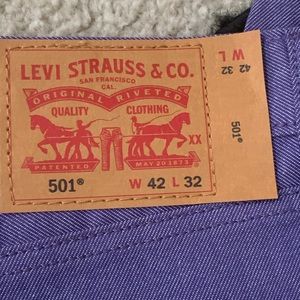 LEVI STRAUSS & CO.
SAN FRANCISCO
CAL.
ORIGINAL RIVETED
QUALITY CLOTHING
XX
PATENTED MAY 20 1873
501® W 42 L 32
W L
42 32
501®